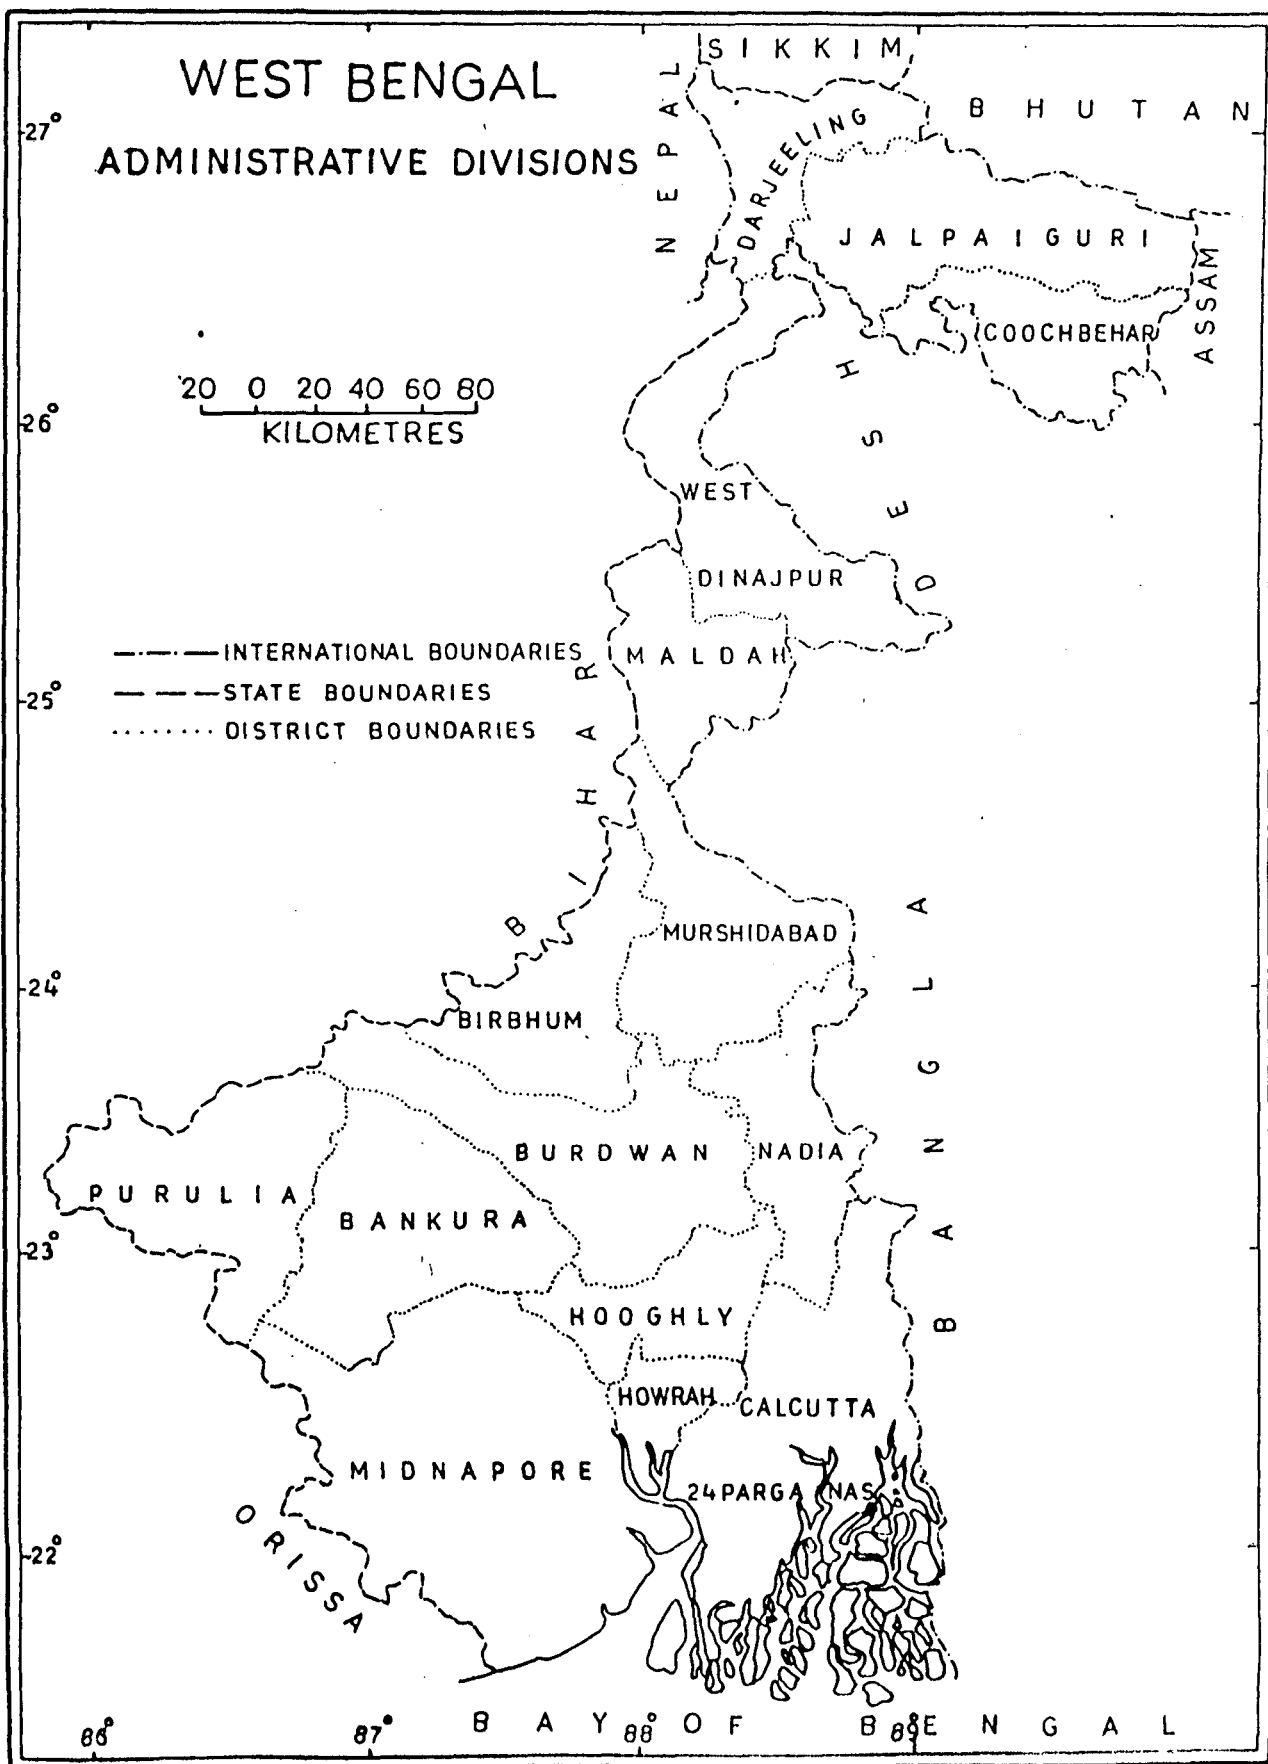 WEST BENGAL
ADMINISTRATIVE DIVISIONS
SIKKIM
NEPAL
BHUTAN
DARJEELING
JALPAIGURI
ASSAM
COOCHBEHAR
27°
26°
25°
24°
23°
22°
20 0 20 40 60 80
KILOMETRES
WEST
DINAJPUR
MALDAH
INTERNATIONAL BOUNDARIES
STATE BOUNDARIES
DISTRICT BOUNDARIES
BIHAR
BANGLADESH
MURSHIDABAD
BIRBHUM
BURDWAN
NADIA
PURULIA
BANKURA
HOOGHLY
HOWRAH
CALCUTTA
MIDNAPORE
24 PARGANAS
ORISSA
BAY OF BENGAL
86° 87° 88° 89°